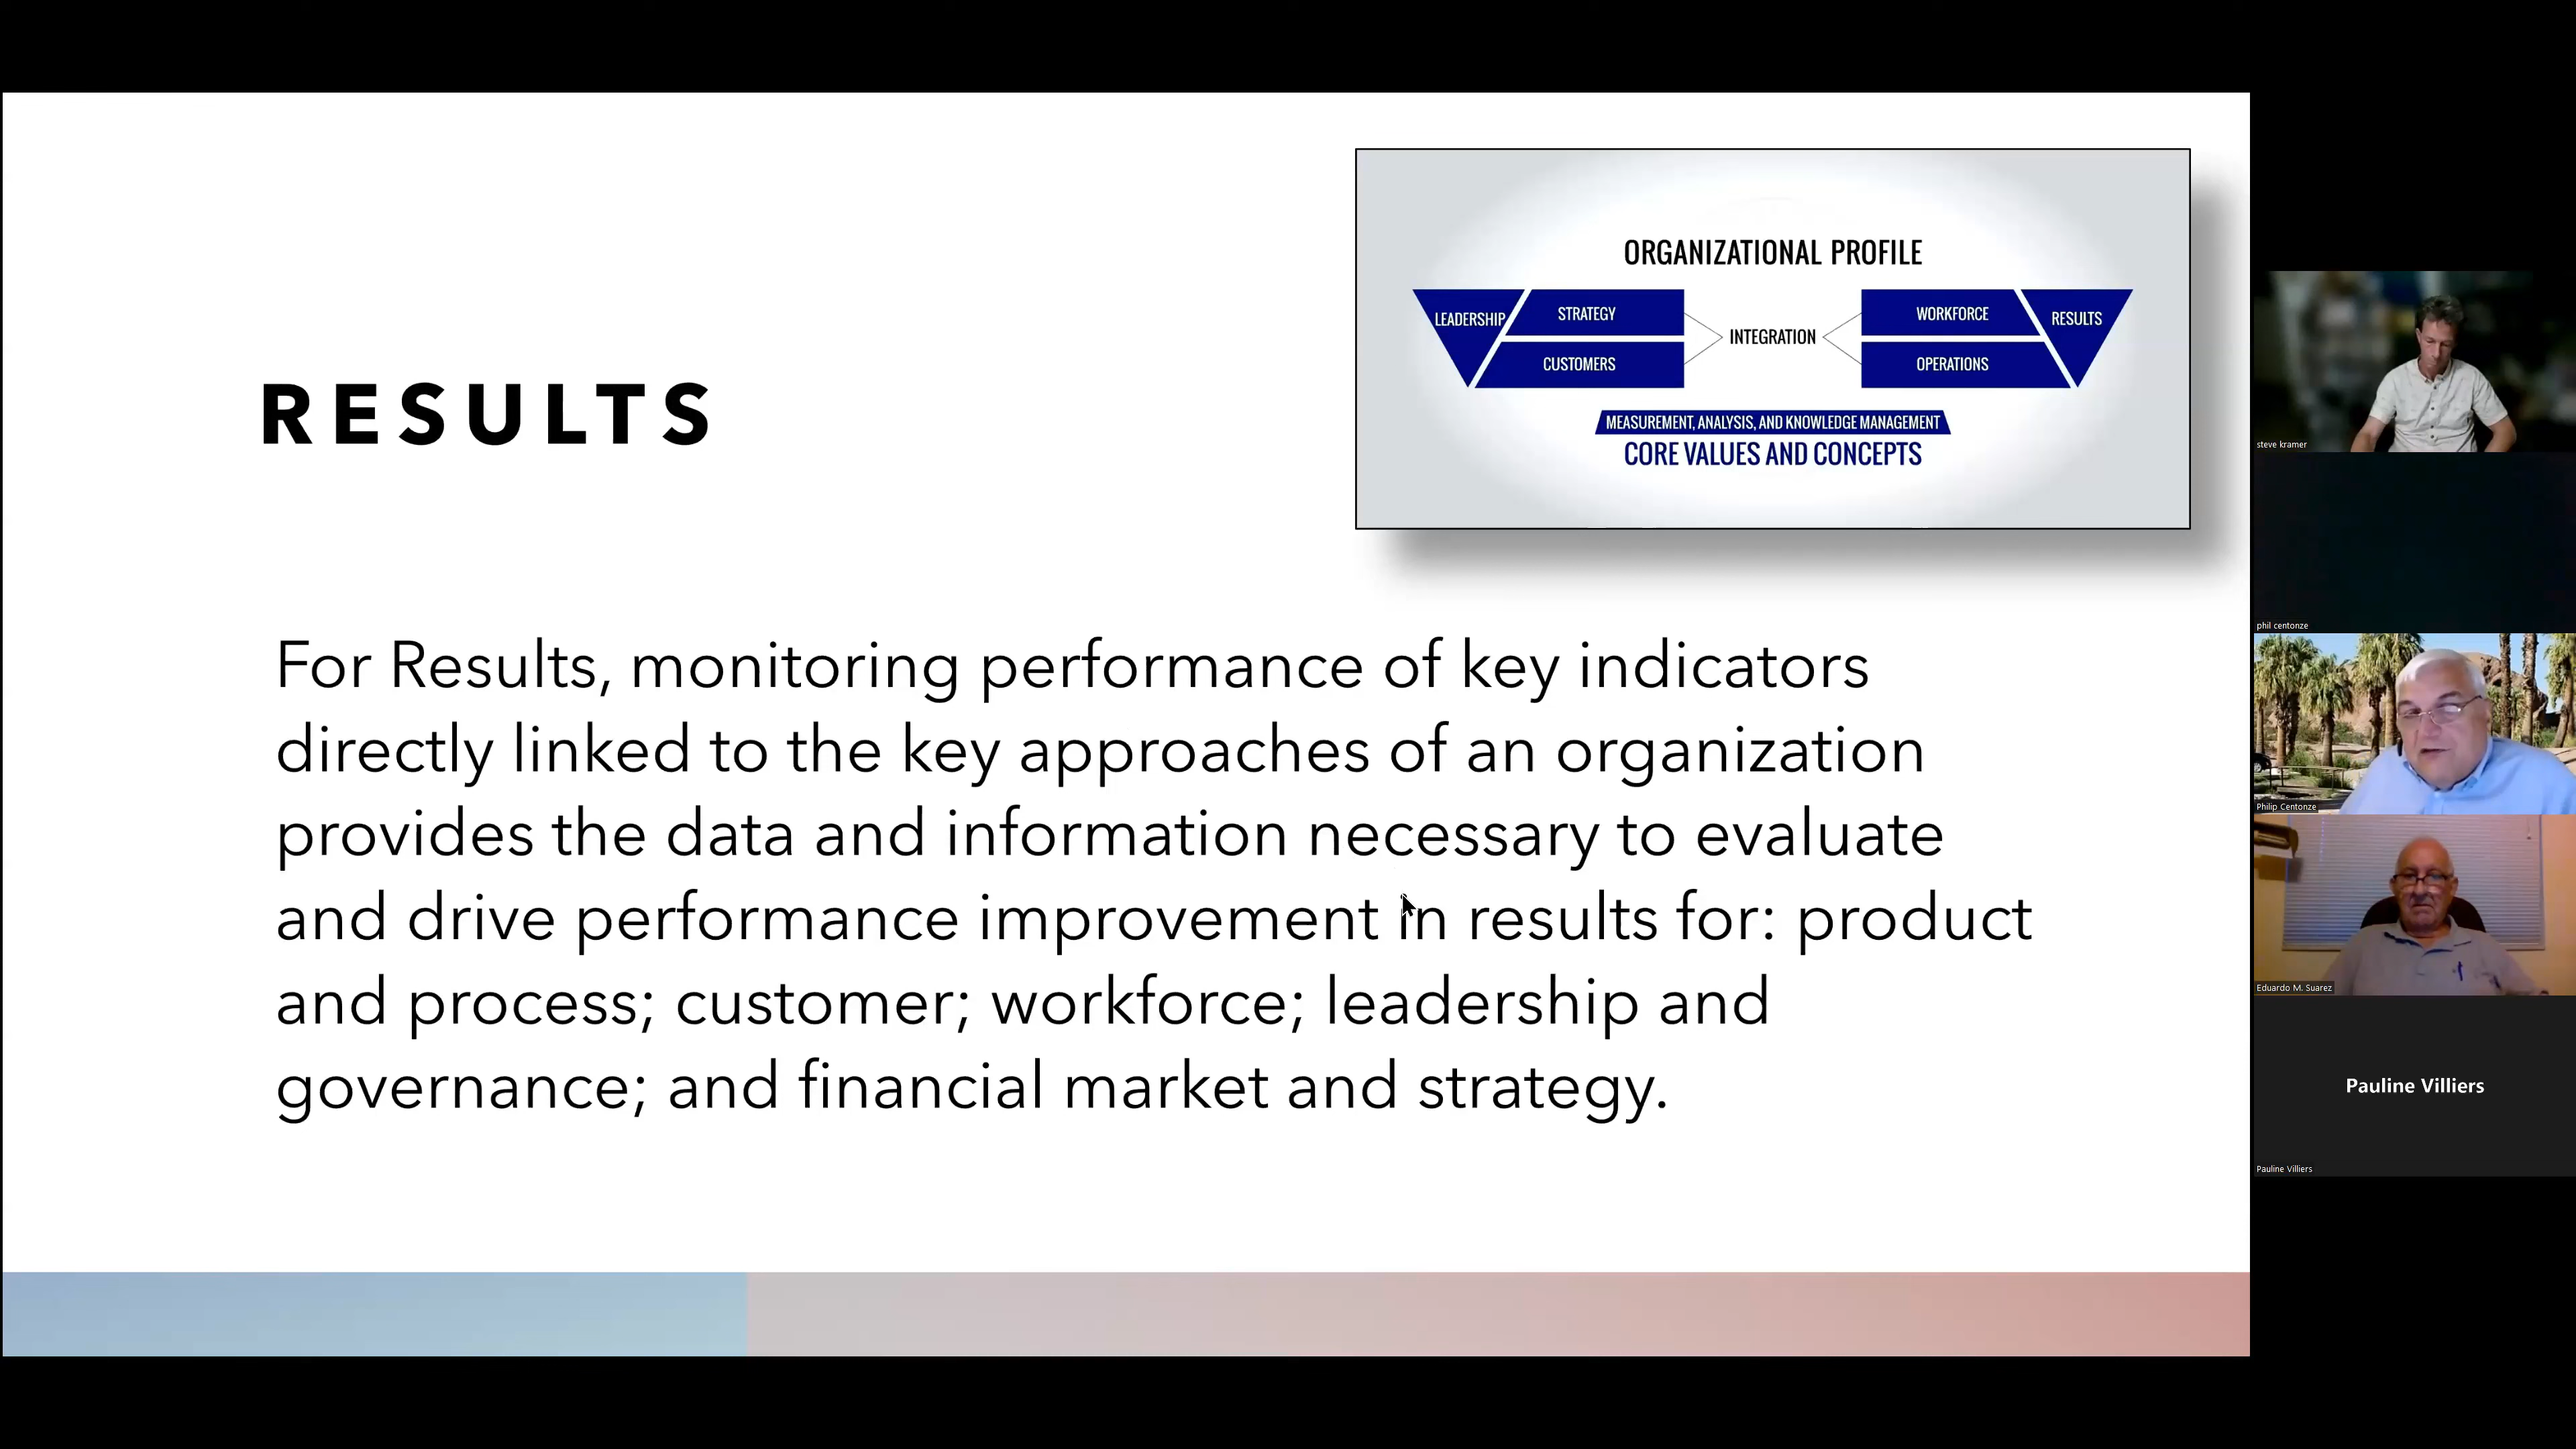 ORGANIZATIONAL PROFILE
LEADERSHIP
STRATEGY
CUSTOMERS
INTEGRATION
WORKFORCE
OPERATIONS
RESULTS
MEASUREMENT, ANALYSIS, AND KNOWLEDGE MANAGEMENT
CORE VALUES AND CONCEPTS
RESULTS
For Results, monitoring performance of key indicators
directly linked to the key approaches of an organization
provides the data and information necessary to evaluate
and drive performance improvement in results for: product
and process; customer; workforce; leadership and
governance; and financial market and strategy.
steve kramer
phil centonze
Philip Centonze
Eduardo M. Suarez
Pauline Villiers
Pauline Villiers